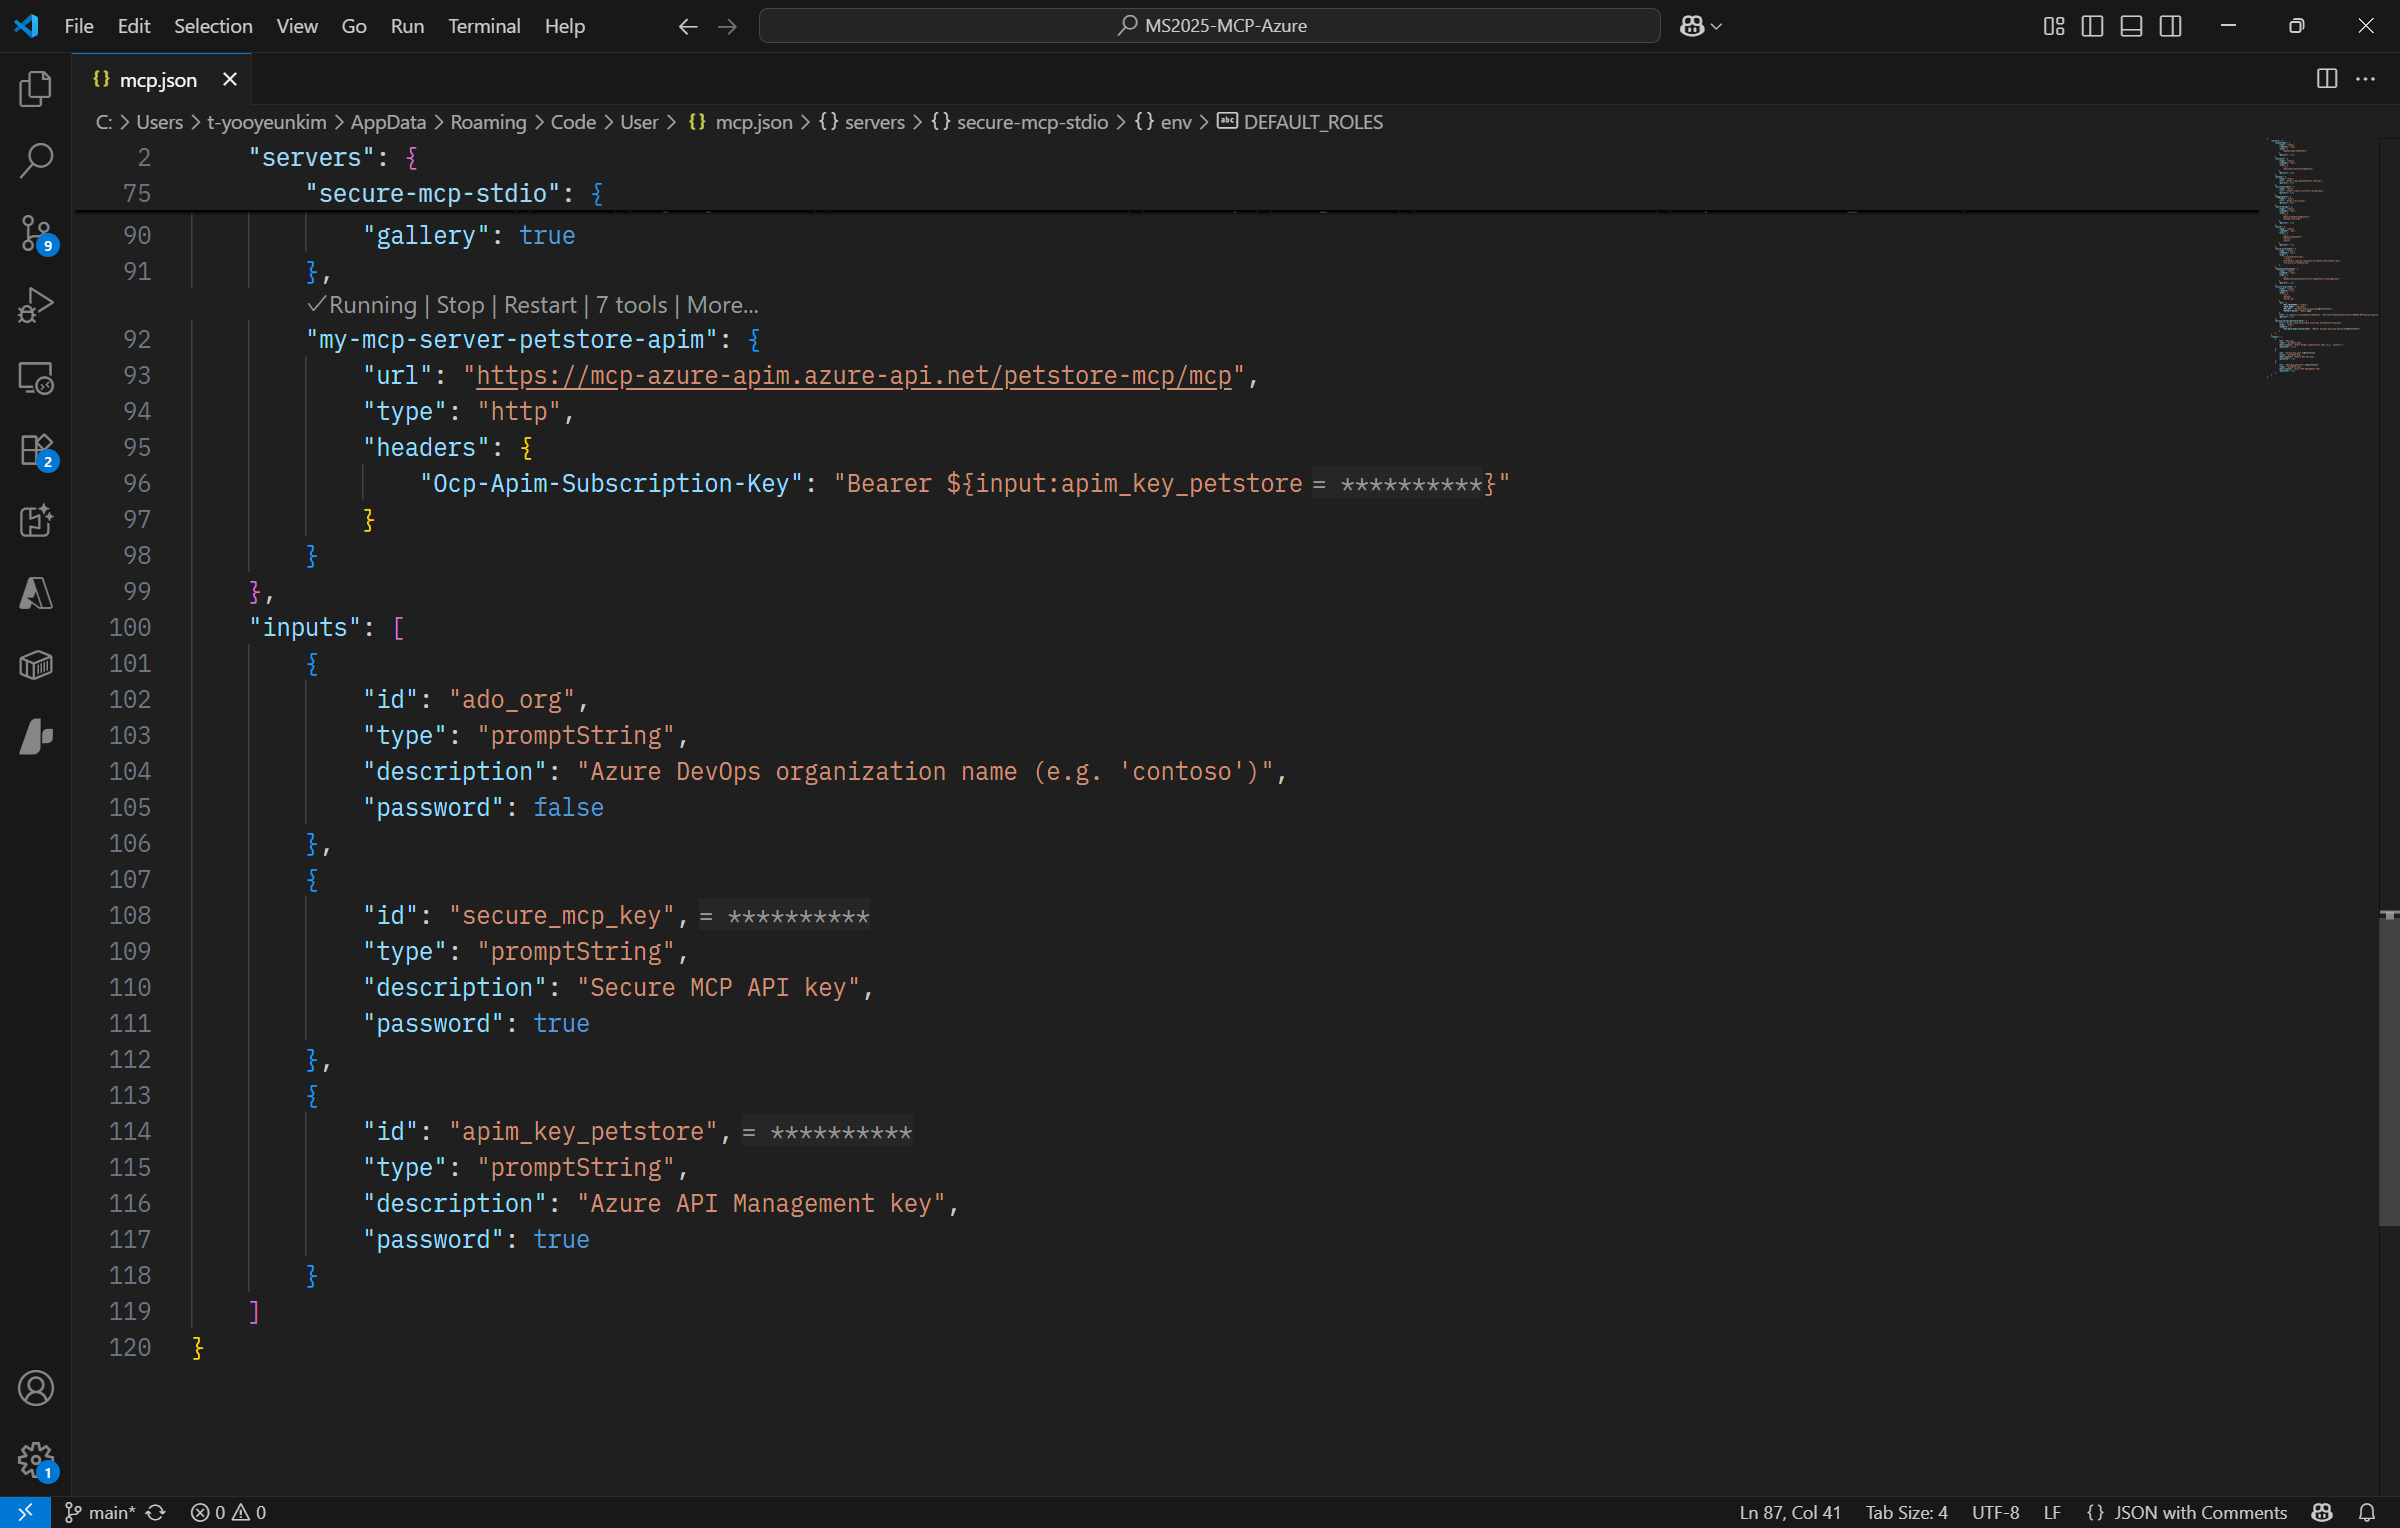 File Edit Selection View Go Run Terminal Help MS2025-MCP-Azure
{} mcp.json
C: > Users > t-yooyeunkim > AppData > Roaming > Code > User > {} mcp.json > {} servers > {} secure-mcp-stdio > {} env > abc DEFAULT_ROLES
2 "servers": {
75 "secure-mcp-stdio": {
90 "gallery": true
91 },
✓Running | Stop | Restart | 7 tools | More...
92 "my-mcp-server-petstore-apim": {
93 "url": "https://mcp-azure-apim.azure-api.net/petstore-mcp/mcp",
94 "type": "http",
95 "headers": {
96 "Ocp-Apim-Subscription-Key": "Bearer ${input:apim_key_petstore = **********}"
97 }
98 }
99 },
100 "inputs": [
101 {
102 "id": "ado_org",
103 "type": "promptString",
104 "description": "Azure DevOps organization name (e.g. 'contoso')",
105 "password": false
106 },
107 {
108 "id": "secure_mcp_key", = **********
109 "type": "promptString",
110 "description": "Secure MCP API key",
111 "password": true
112 },
113 {
114 "id": "apim_key_petstore", = **********
115 "type": "promptString",
116 "description": "Azure API Management key",
117 "password": true
118 }
119 ]
120 }
9
2
1
main* 0 0 Ln 87, Col 41 Tab Size: 4 UTF-8 LF {} JSON with Comments